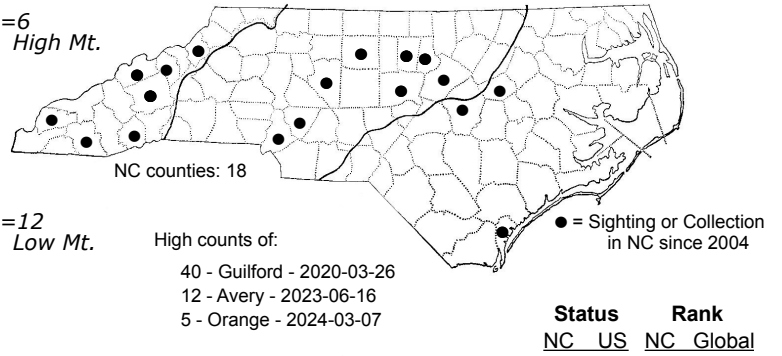 =6
High Mt.
NC counties: 18
=12
Low Mt.
High counts of:
40 - Guilford - 2020-03-26
12 - Avery - 2023-06-16
5 - Orange - 2024-03-07
● = Sighting or Collection
in NC since 2004
Status Rank
NC US NC Global